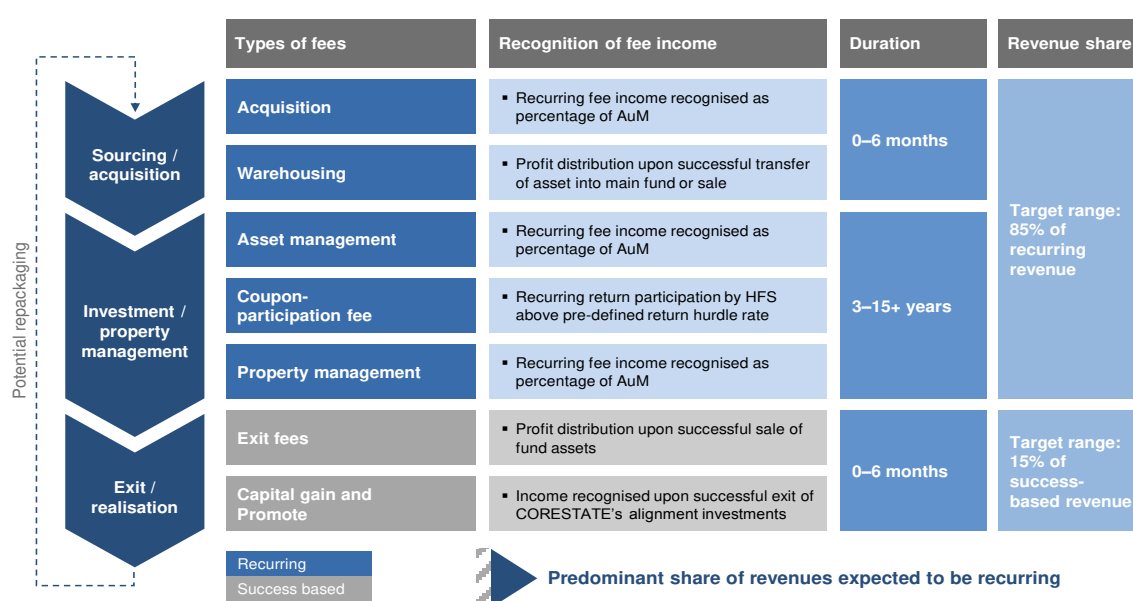 Types of fees
Recognition of fee income
Duration
Revenue share
Potential repackaging
Sourcing /
acquisition
Acquisition
▪ Recurring fee income recognised as
percentage of AuM
0–6 months
Warehousing
▪ Profit distribution upon successful transfer
of asset into main fund or sale
Target range:
85% of
recurring
revenue
Investment /
property
management
Asset management
▪ Recurring fee income recognised as
percentage of AuM
3–15+ years
Coupon-
participation fee
▪ Recurring return participation by HFS
above pre-defined return hurdle rate
Property management
▪ Recurring fee income recognised as
percentage of AuM
Exit /
realisation
Exit fees
▪ Profit distribution upon successful sale of
fund assets
0–6 months
Target range:
15% of
success-
based revenue
Capital gain and
Promote
▪ Income recognised upon successful exit of
CORESTATE's alignment investments
Recurring
Success based
Predominant share of revenues expected to be recurring